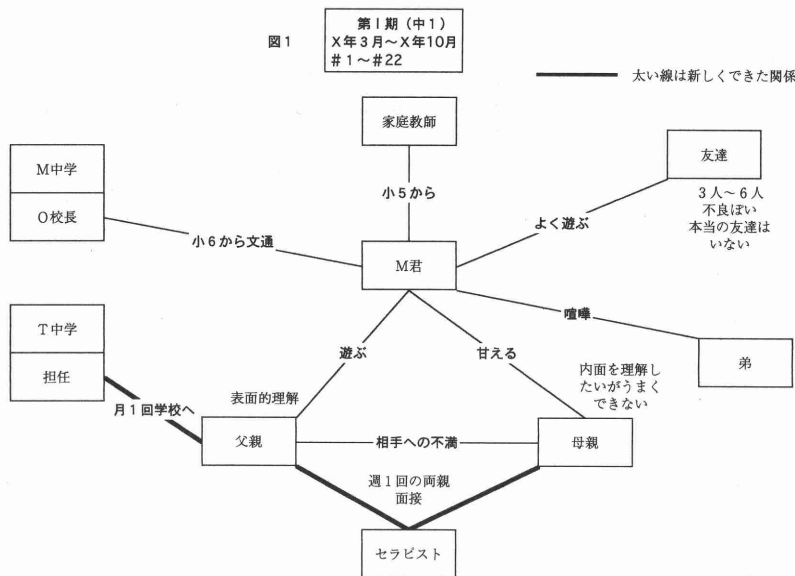 図1
第Ⅰ期（中1）
X年3月～X年10月
＃1～＃22
太い線は新しくできた関係
家庭教師
M中学
O校長
友達
小5から
3人～6人
不良ぽい
本当の友達は
いない
よく遊ぶ
小6から文通
M君
T中学
担任
喧嘩
遊ぶ
甘える
弟
内面を理解し
たいがうまく
できない
表面的理解
月1回学校へ
父親
相手への不満
母親
週1回の両親
面接
セラピスト